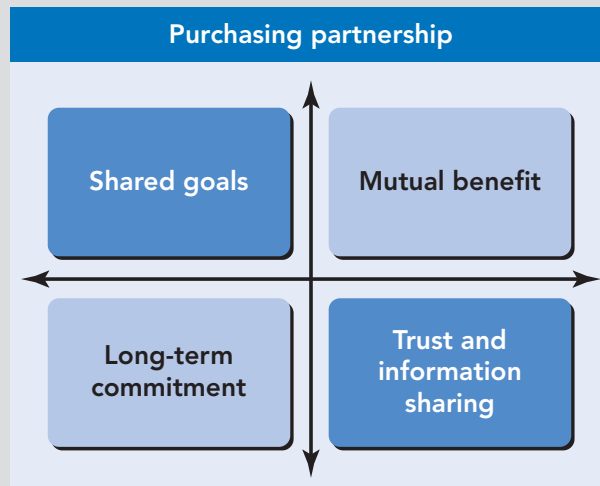 Purchasing partnership
Shared goals
Mutual benefit
Long-term
commitment
Trust and
information
sharing